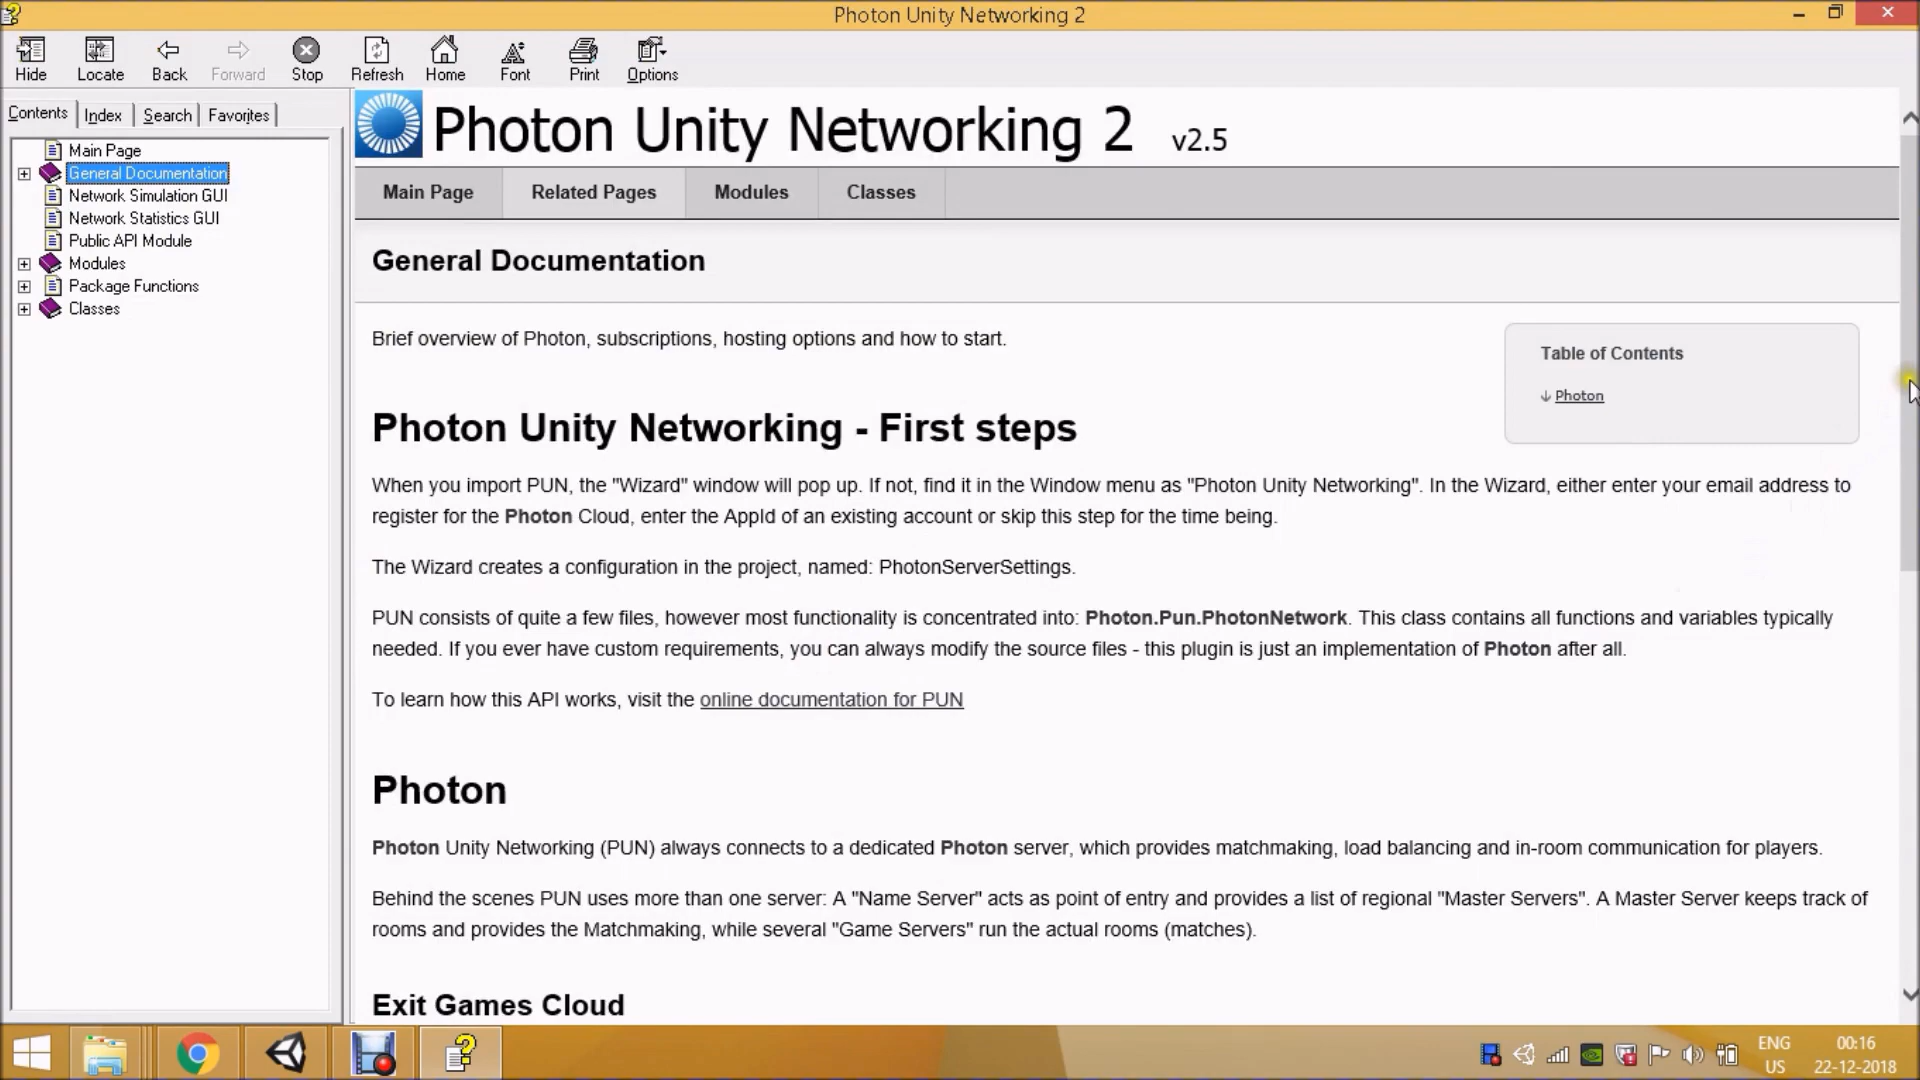 Photon Unity Networking 2
Hide Locate Back Forward Stop Refresh Home Font Print Options
Contents Index Search Favorites
Main Page
General Documentation
Network Simulation GUI
Network Statistics GUI
Public API Module
Modules
Package Functions
Classes
Photon Unity Networking 2 v2.5
Main Page Related Pages Modules Classes
General Documentation
Brief overview of Photon, subscriptions, hosting options and how to start.
Table of Contents
↓ Photon
Photon Unity Networking - First steps
When you import PUN, the "Wizard" window will pop up. If not, find it in the Window menu as "Photon Unity Networking". In the Wizard, either enter your email address to
register for the Photon Cloud, enter the AppId of an existing account or skip this step for the time being.
The Wizard creates a configuration in the project, named: PhotonServerSettings.
PUN consists of quite a few files, however most functionality is concentrated into: Photon.Pun.PhotonNetwork. This class contains all functions and variables typically
needed. If you ever have custom requirements, you can always modify the source files - this plugin is just an implementation of Photon after all.
To learn how this API works, visit the online documentation for PUN
Photon
Photon Unity Networking (PUN) always connects to a dedicated Photon server, which provides matchmaking, load balancing and in-room communication for players.
Behind the scenes PUN uses more than one server: A "Name Server" acts as point of entry and provides a list of regional "Master Servers". A Master Server keeps track of
rooms and provides the Matchmaking, while several "Game Servers" run the actual rooms (matches).
Exit Games Cloud
ENG 00:16
US 22-12-2018